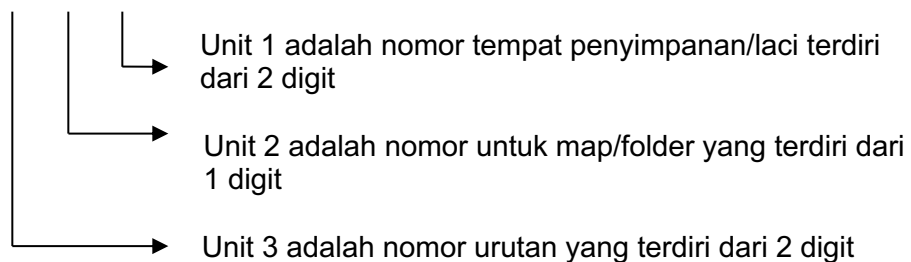 Unit 1 adalah nomor tempat penyimpanan/laci terdiri
dari 2 digit
Unit 2 adalah nomor untuk map/folder yang terdiri dari
1 digit
Unit 3 adalah nomor urutan yang terdiri dari 2 digit